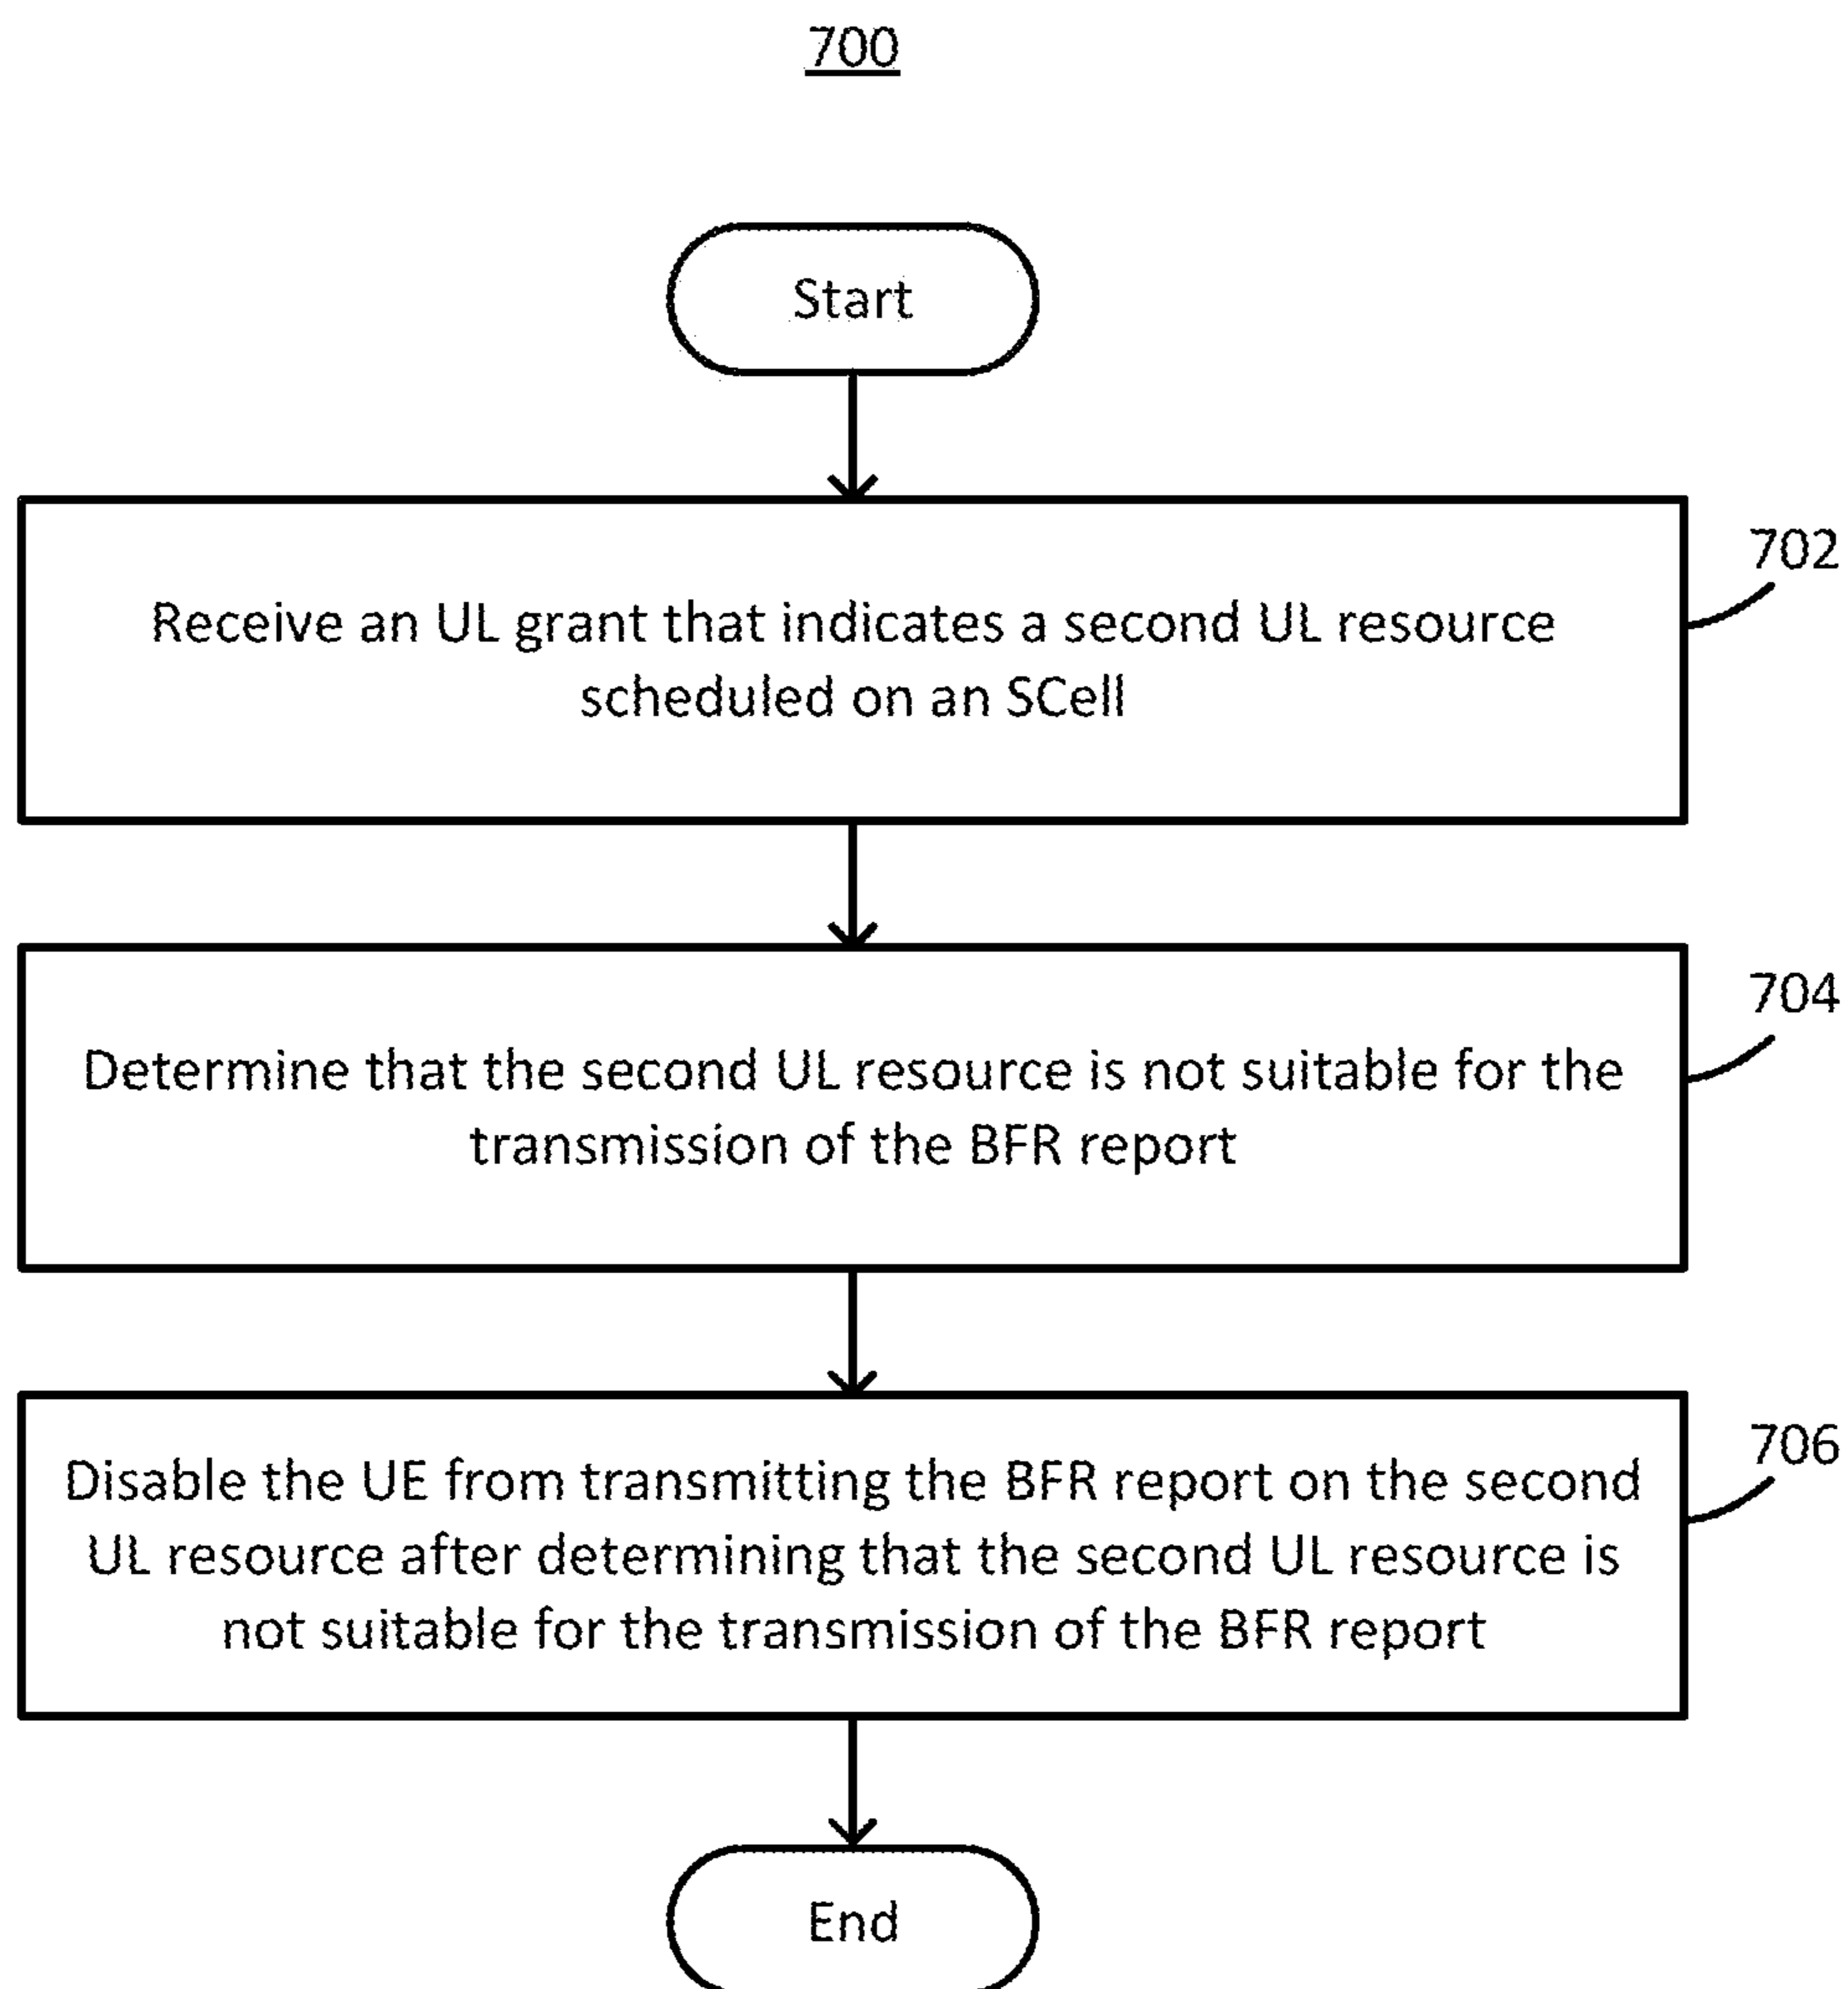 700
Start
Receive an UL grant that indicates a second UL resource
scheduled on an SCell
702
Determine that the second UL resource is not suitable for the
transmission of the BFR report
704
Disable the UE from transmitting the BFR report on the second
UL resource after determining that the second UL resource is
not suitable for the transmission of the BFR report
706
End